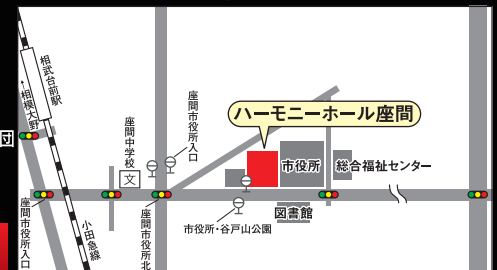 相武台前駅
←相模大野
団
座間中学校
文
座間市役所入口
ハーモニーホール座間
市役所
総合福祉センター
座間市役所入口
小田急線
座間市役所北
市役所・谷戸山公園
図書館